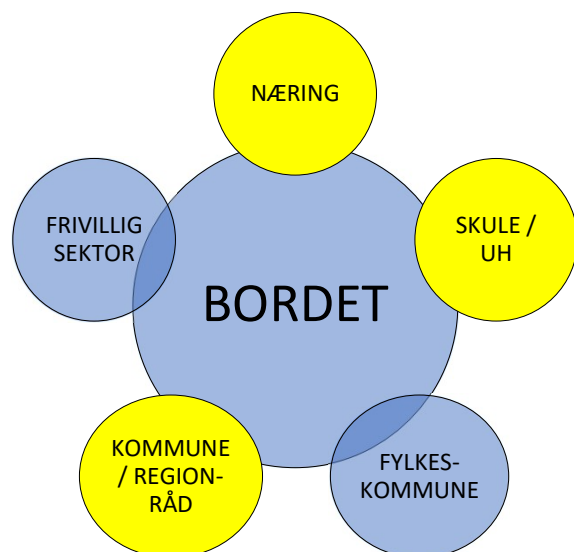 NÆRING
FRIVILLIG
SEKTOR
SKULE /
UH
BORDET
KOMMUNE
/ REGION-
RÅD
FYLKES-
KOMMUNE